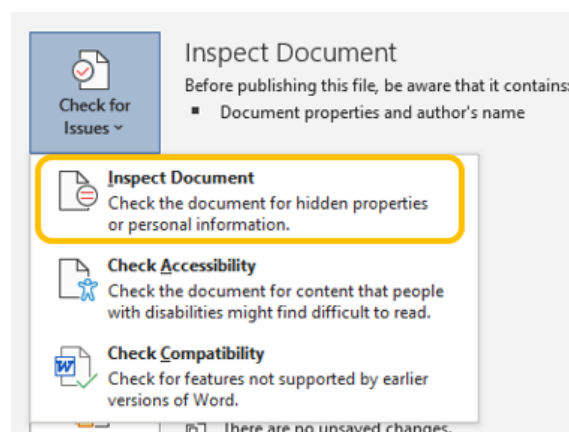 Inspect Document
Before publishing this file, be aware that it contains:
Document properties and author's name
Check for
Issues
Inspect Document
Check the document for hidden properties
or personal information.
Check Accessibility
Check the document for content that people
with disabilities might find difficult to read.
Check Compatibility
Check for features not supported by earlier
versions of Word.
There are no unsaved changes.